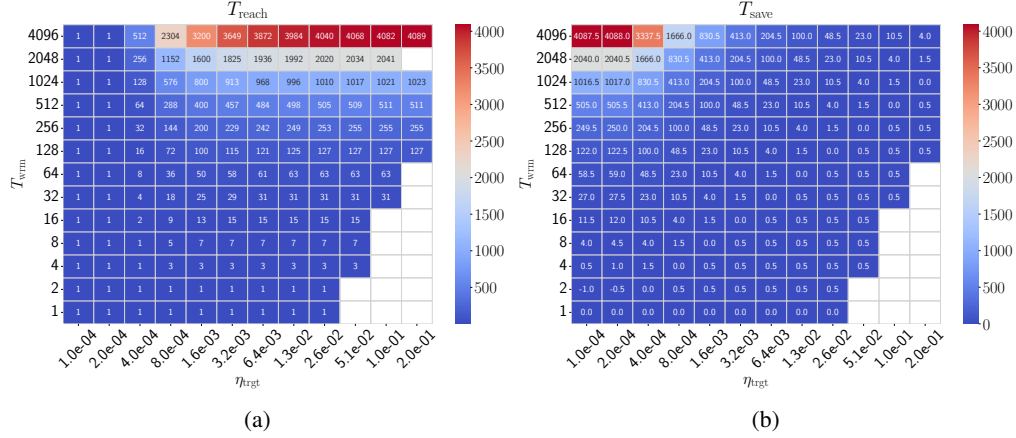 T_reach
4096 1 1 512 2304 3200 3649 3872 3984 4040 4068 4082 4089
2048 1 1 256 1152 1600 1825 1936 1992 2020 2034 2041
1024 1 1 128 576 800 913 968 996 1010 1017 1021 1023
512 1 1 64 288 400 457 484 498 505 509 511 511
256 1 1 32 144 200 229 242 249 253 255 255 255
128 1 1 16 72 100 115 121 125 127 127 127 127
64 1 1 8 36 50 58 61 63 63 63 63
32 1 1 4 18 25 29 31 31 31 31 31
16 1 1 2 9 13 15 15 15 15 15
8 1 1 1 5 7 7 7 7 7 7
4 1 1 1 3 3 3 3 3 3 3
2 1 1 1 1 1 1 1 1 1
1 1 1 1 1 1 1 1 1 1
T_wrm
1.0e-04 2.0e-04 4.0e-04 8.0e-04 1.6e-03 3.2e-03 6.4e-03 1.3e-02 2.6e-02 5.1e-02 1.0e-01 2.0e-01
η_trgt
4000
3500
3000
2500
2000
1500
1000
500
(a)
T_save
4096 4087.5 4088.0 3337.5 1666.0 830.5 413.0 204.5 100.0 48.5 23.0 10.5 4.0
2048 2040.0 2040.5 1666.0 830.5 413.0 204.5 100.0 48.5 23.0 10.5 4.0 1.5
1024 1016.5 1017.0 830.5 413.0 204.5 100.0 48.5 23.0 10.5 4.0 1.5 0.5
512 505.0 505.5 413.0 204.5 100.0 48.5 23.0 10.5 4.0 1.5 0.0 0.5
256 249.5 250.0 204.5 100.0 48.5 23.0 10.5 4.0 1.5 0.0 0.5 0.5
128 122.5 122.5 100.0 48.5 23.0 10.5 4.0 1.5 0.0 0.5 0.5 0.5
64 58.5 59.0 48.5 23.0 10.5 4.0 1.5 0.0 0.5 0.5 0.5
32 27.0 27.5 23.0 10.5 4.0 1.5 0.0 0.5 0.5 0.5 0.5
16 11.5 12.0 10.5 4.0 1.5 0.0 0.5 0.5 0.5 0.5
8 4.0 4.5 4.0 1.5 0.0 0.5 0.5 0.5 0.5 0.5
4 0.5 1.0 1.5 0.0 0.5 0.5 0.5 0.5 0.5 0.5
2 -1.0 -0.5 0.0 0.5 0.5 0.5 0.5 0.5 0.5
1 0.0 0.0 0.0 0.0 0.0 0.0 0.0 0.0 0.0
T_wrm
1.0e-04 2.0e-04 4.0e-04 8.0e-04 1.6e-03 3.2e-03 6.4e-03 1.3e-02 2.6e-02 5.1e-02 1.0e-01 2.0e-01
η_trgt
4000
3500
3000
2500
2000
1500
1000
500
0
(b)